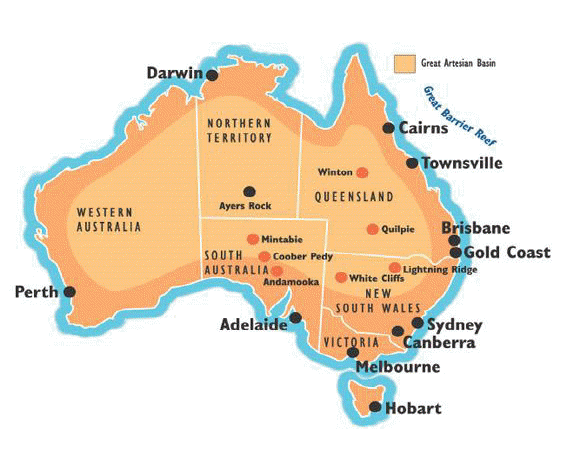 Darwin
Great Artesian Basin
Great Barrier Reef
NORTHERN
TERRITORY
Cairns
Townsville
Winton
QUEENSLAND
Ayers Rock
WESTERN
AUSTRALIA
Quilpie
Brisbane
Gold Coast
Mintabie
SOUTH
AUSTRALIA
Coober Pedy
Andamooka
Lightning Ridge
White Cliffs
NEW
SOUTH WALES
Perth
Adelaide
Sydney
Canberra
VICTORIA
Melbourne
Hobart